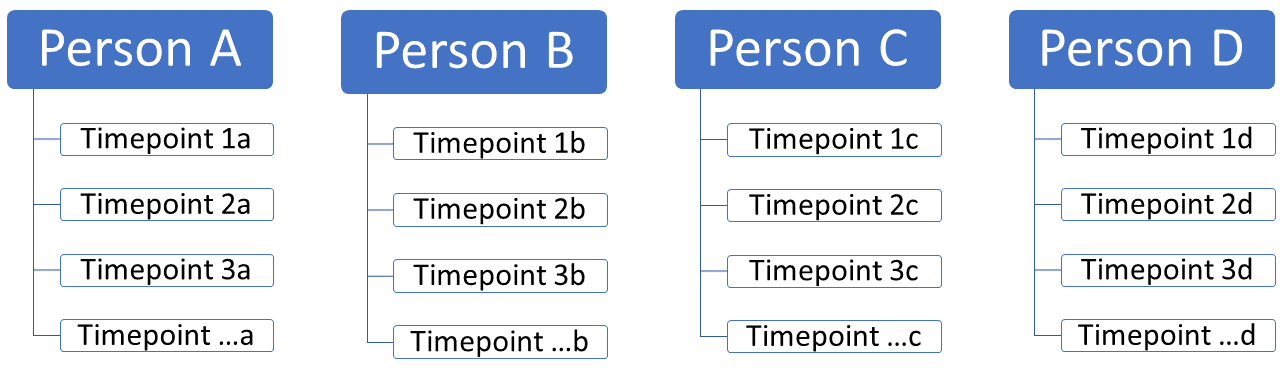 Person A
Timepoint 1a
Timepoint 2a
Timepoint 3a
Timepoint ...a
Person B
Timepoint 1b
Timepoint 2b
Timepoint 3b
Timepoint ...b
Person C
Timepoint 1c
Timepoint 2c
Timepoint 3c
Timepoint ...c
Person D
Timepoint 1d
Timepoint 2d
Timepoint 3d
Timepoint ...d